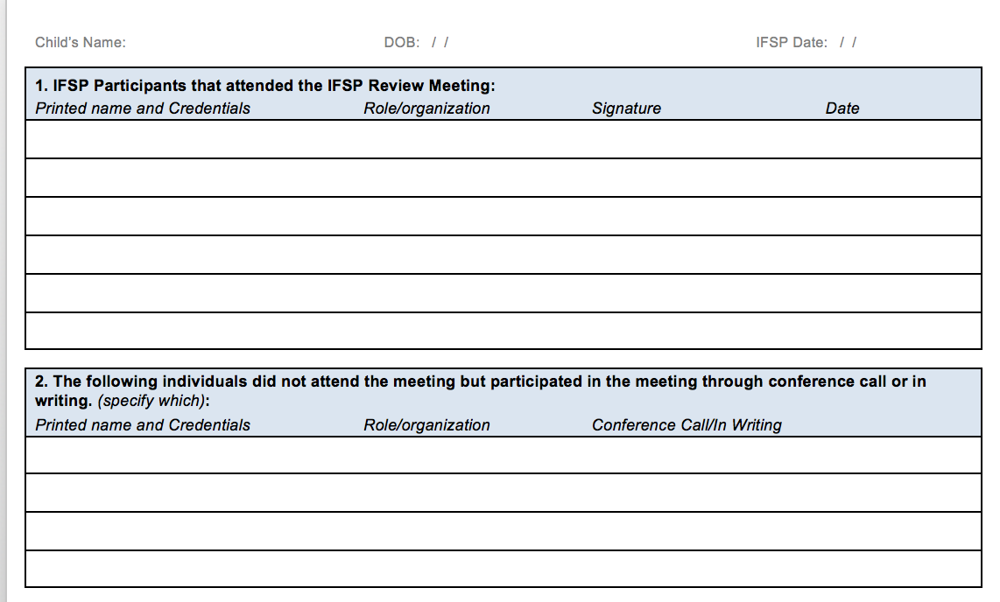 Child's Name: DOB: / / IFSP Date: / /
1. IFSP Participants that attended the IFSP Review Meeting:
Printed name and Credentials Role/organization Signature Date
2. The following individuals did not attend the meeting but participated in the meeting through conference call or in
writing. (specify which):
Printed name and Credentials Role/organization Conference Call/In Writing